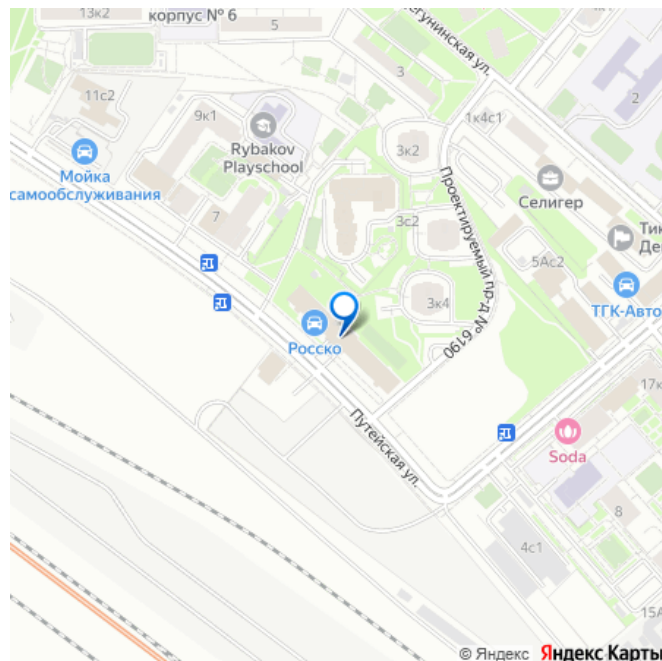 13к2
корпус № 6
5
3
2
11с2
9к1
1к4с1
Rybakov
Playschool
3к2
Мойка
самообслуживания
Селигер
7
3с2
Проектируемый пр-д № 6190
5Ас2
3к4
ТГК-Авто
Росско
Путейская ул.
Soda
8
4с1
© Яндекс Яндекс Карты